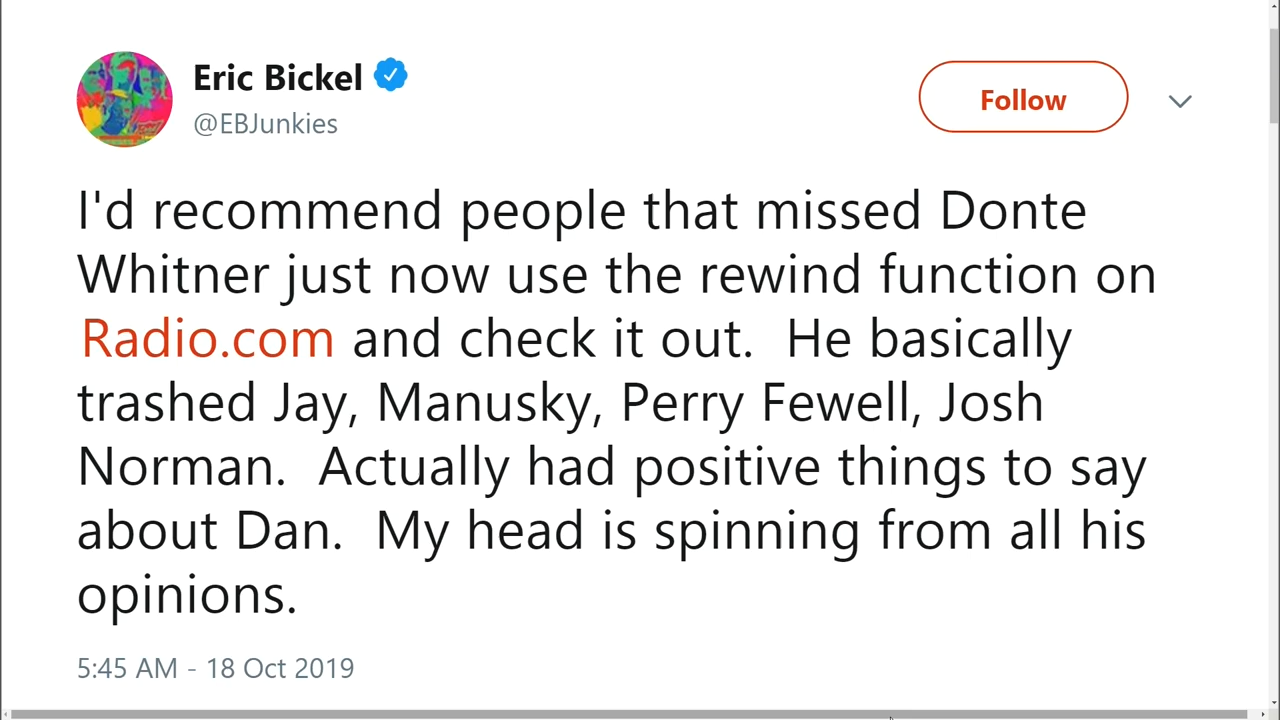 Eric Bickel
@EBJunkies
Follow
I'd recommend people that missed Donte
Whitner just now use the rewind function on
Radio.com and check it out.  He basically
trashed Jay, Manusky, Perry Fewell, Josh
Norman.  Actually had positive things to say
about Dan.  My head is spinning from all his
opinions.
5:45 AM - 18 Oct 2019